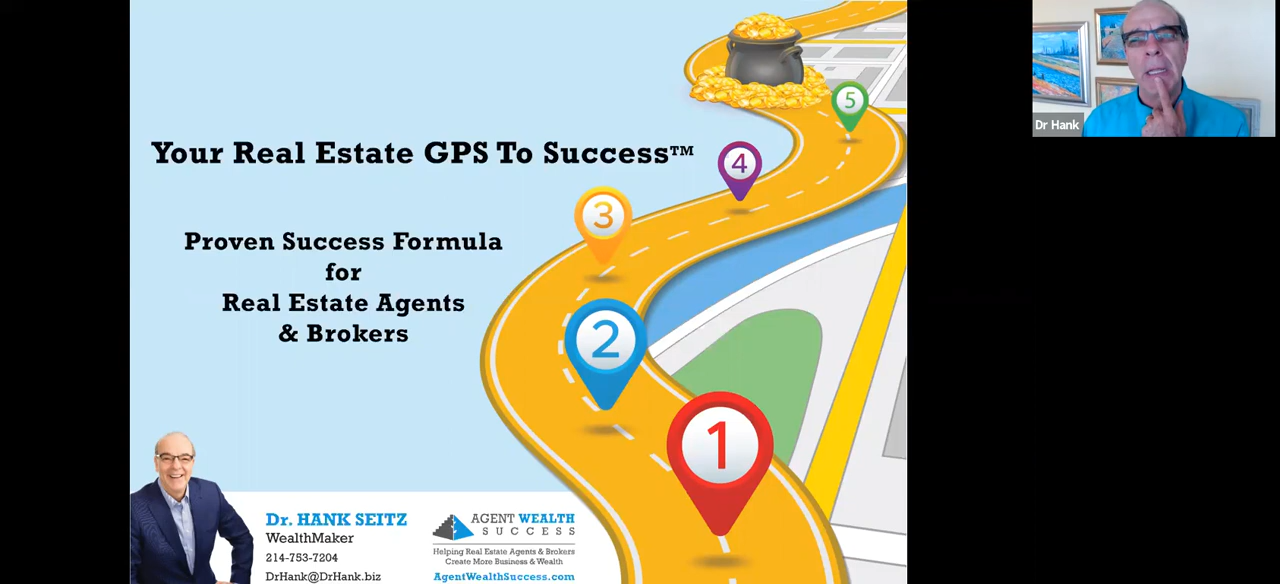 Your Real Estate GPS To Success™
Proven Success Formula
for
Real Estate Agents
& Brokers
1
2
3
4
5
Dr. HANK SEITZ
WealthMaker
214-753-7204
DrHank@DrHank.biz
AGENT WEALTH
SUCCESS
Helping Real Estate Agents & Brokers
Create More Business & Wealth
AgentWealthSuccess.com
Dr Hank